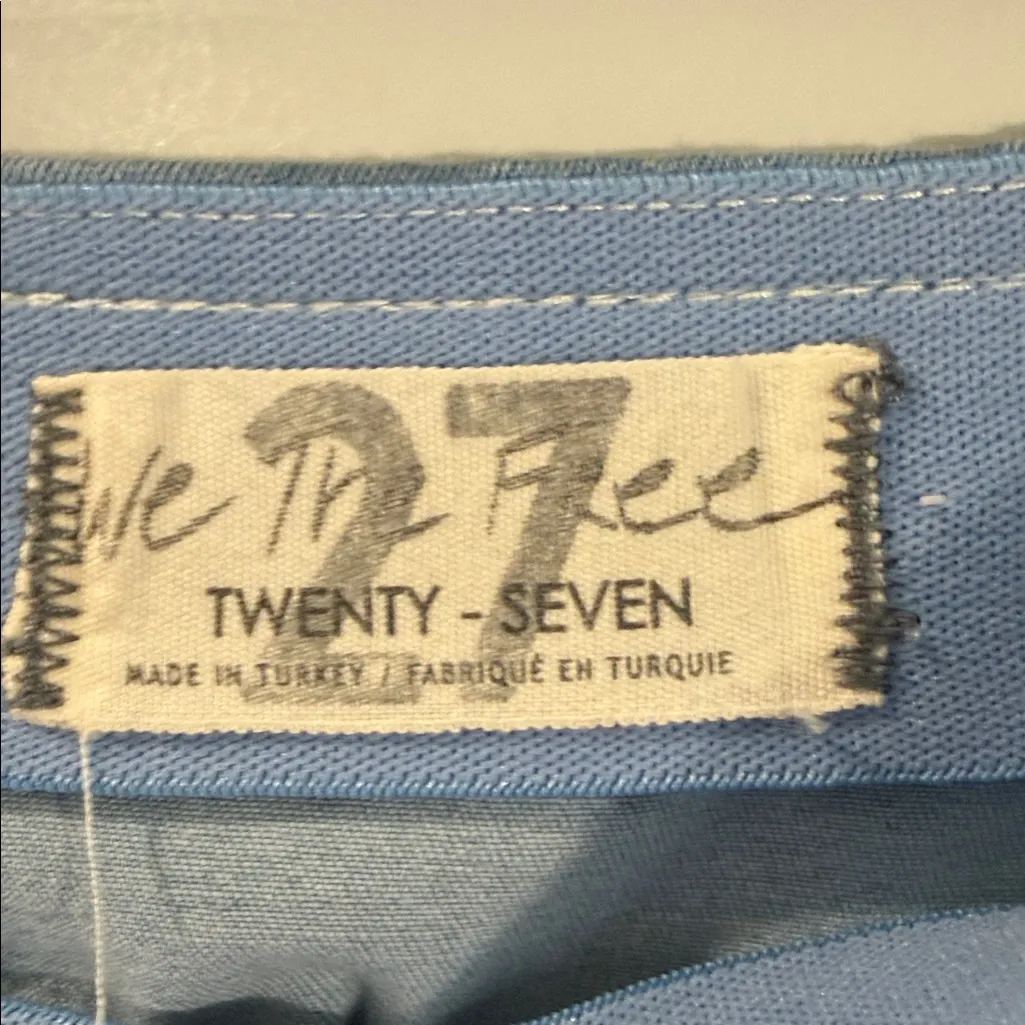 27
We The Free
TWENTY - SEVEN
MADE IN TURKEY / FABRIQUÉ EN TURQUIE